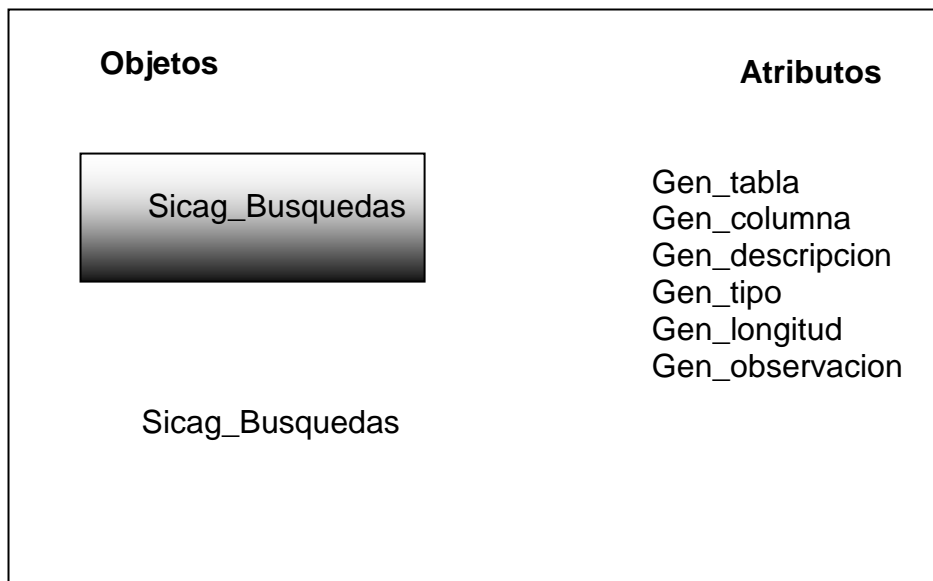 Objetos
Atributos
Sicag_Busquedas
Gen_tabla
Gen_columna
Gen_descripcion
Gen_tipo
Gen_longitud
Gen_observacion
Sicag_Busquedas